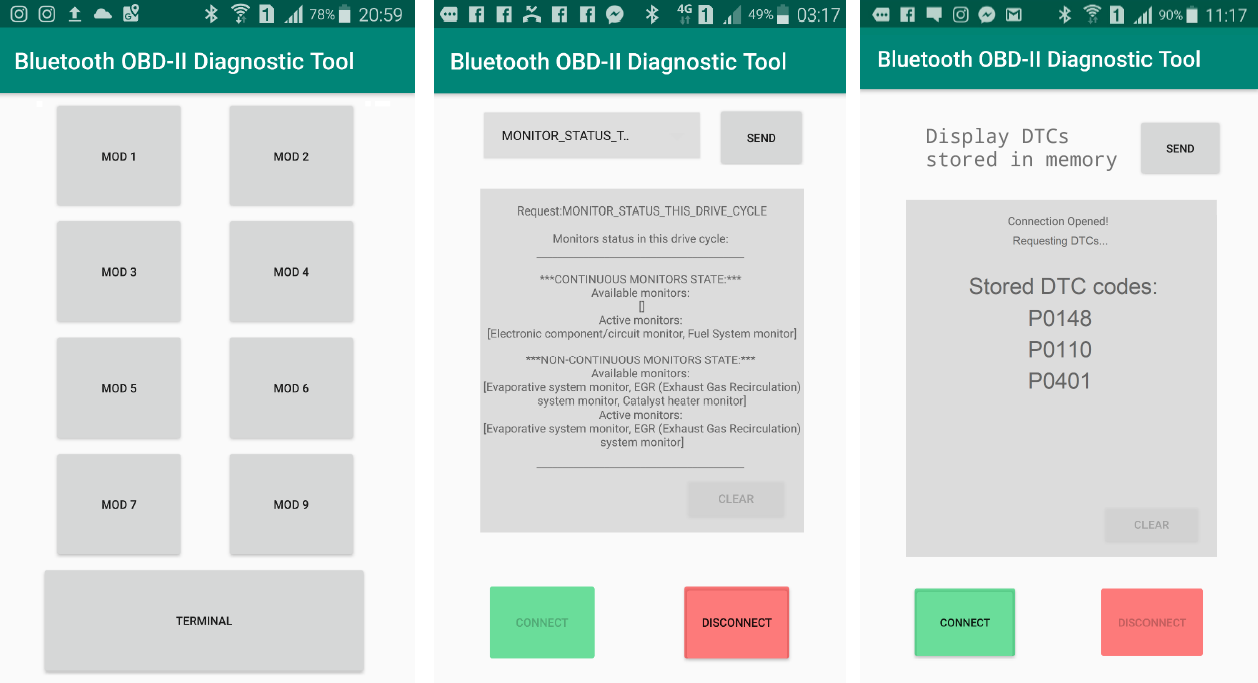 78% 20:59
Bluetooth OBD-II Diagnostic Tool
MOD 1
MOD 2
MOD 3
MOD 4
MOD 5
MOD 6
MOD 7
MOD 9
TERMINAL
4G 1 49% 03:17
Bluetooth OBD-II Diagnostic Tool
MONITOR_STATUS_T..
SEND
Request:MONITOR_STATUS_THIS_DRIVE_CYCLE
Monitors status in this drive cycle:
***CONTINUOUS MONITORS STATE:***
Available monitors:
[]
Active monitors:
[Electronic component/circuit monitor, Fuel System monitor]
***NON-CONTINUOUS MONITORS STATE:***
Available monitors:
[Evaporative system monitor, EGR (Exhaust Gas Recirculation)
system monitor, Catalyst heater monitor]
Active monitors:
[Evaporative system monitor, EGR (Exhaust Gas Recirculation)
system monitor]
CLEAR
CONNECT
DISCONNECT
1 90% 11:17
Bluetooth OBD-II Diagnostic Tool
Display DTCs
stored in memory
SEND
Connection Opened!
Requesting DTCs...
Stored DTC codes:
P0148
P0110
P0401
CLEAR
CONNECT
DISCONNECT